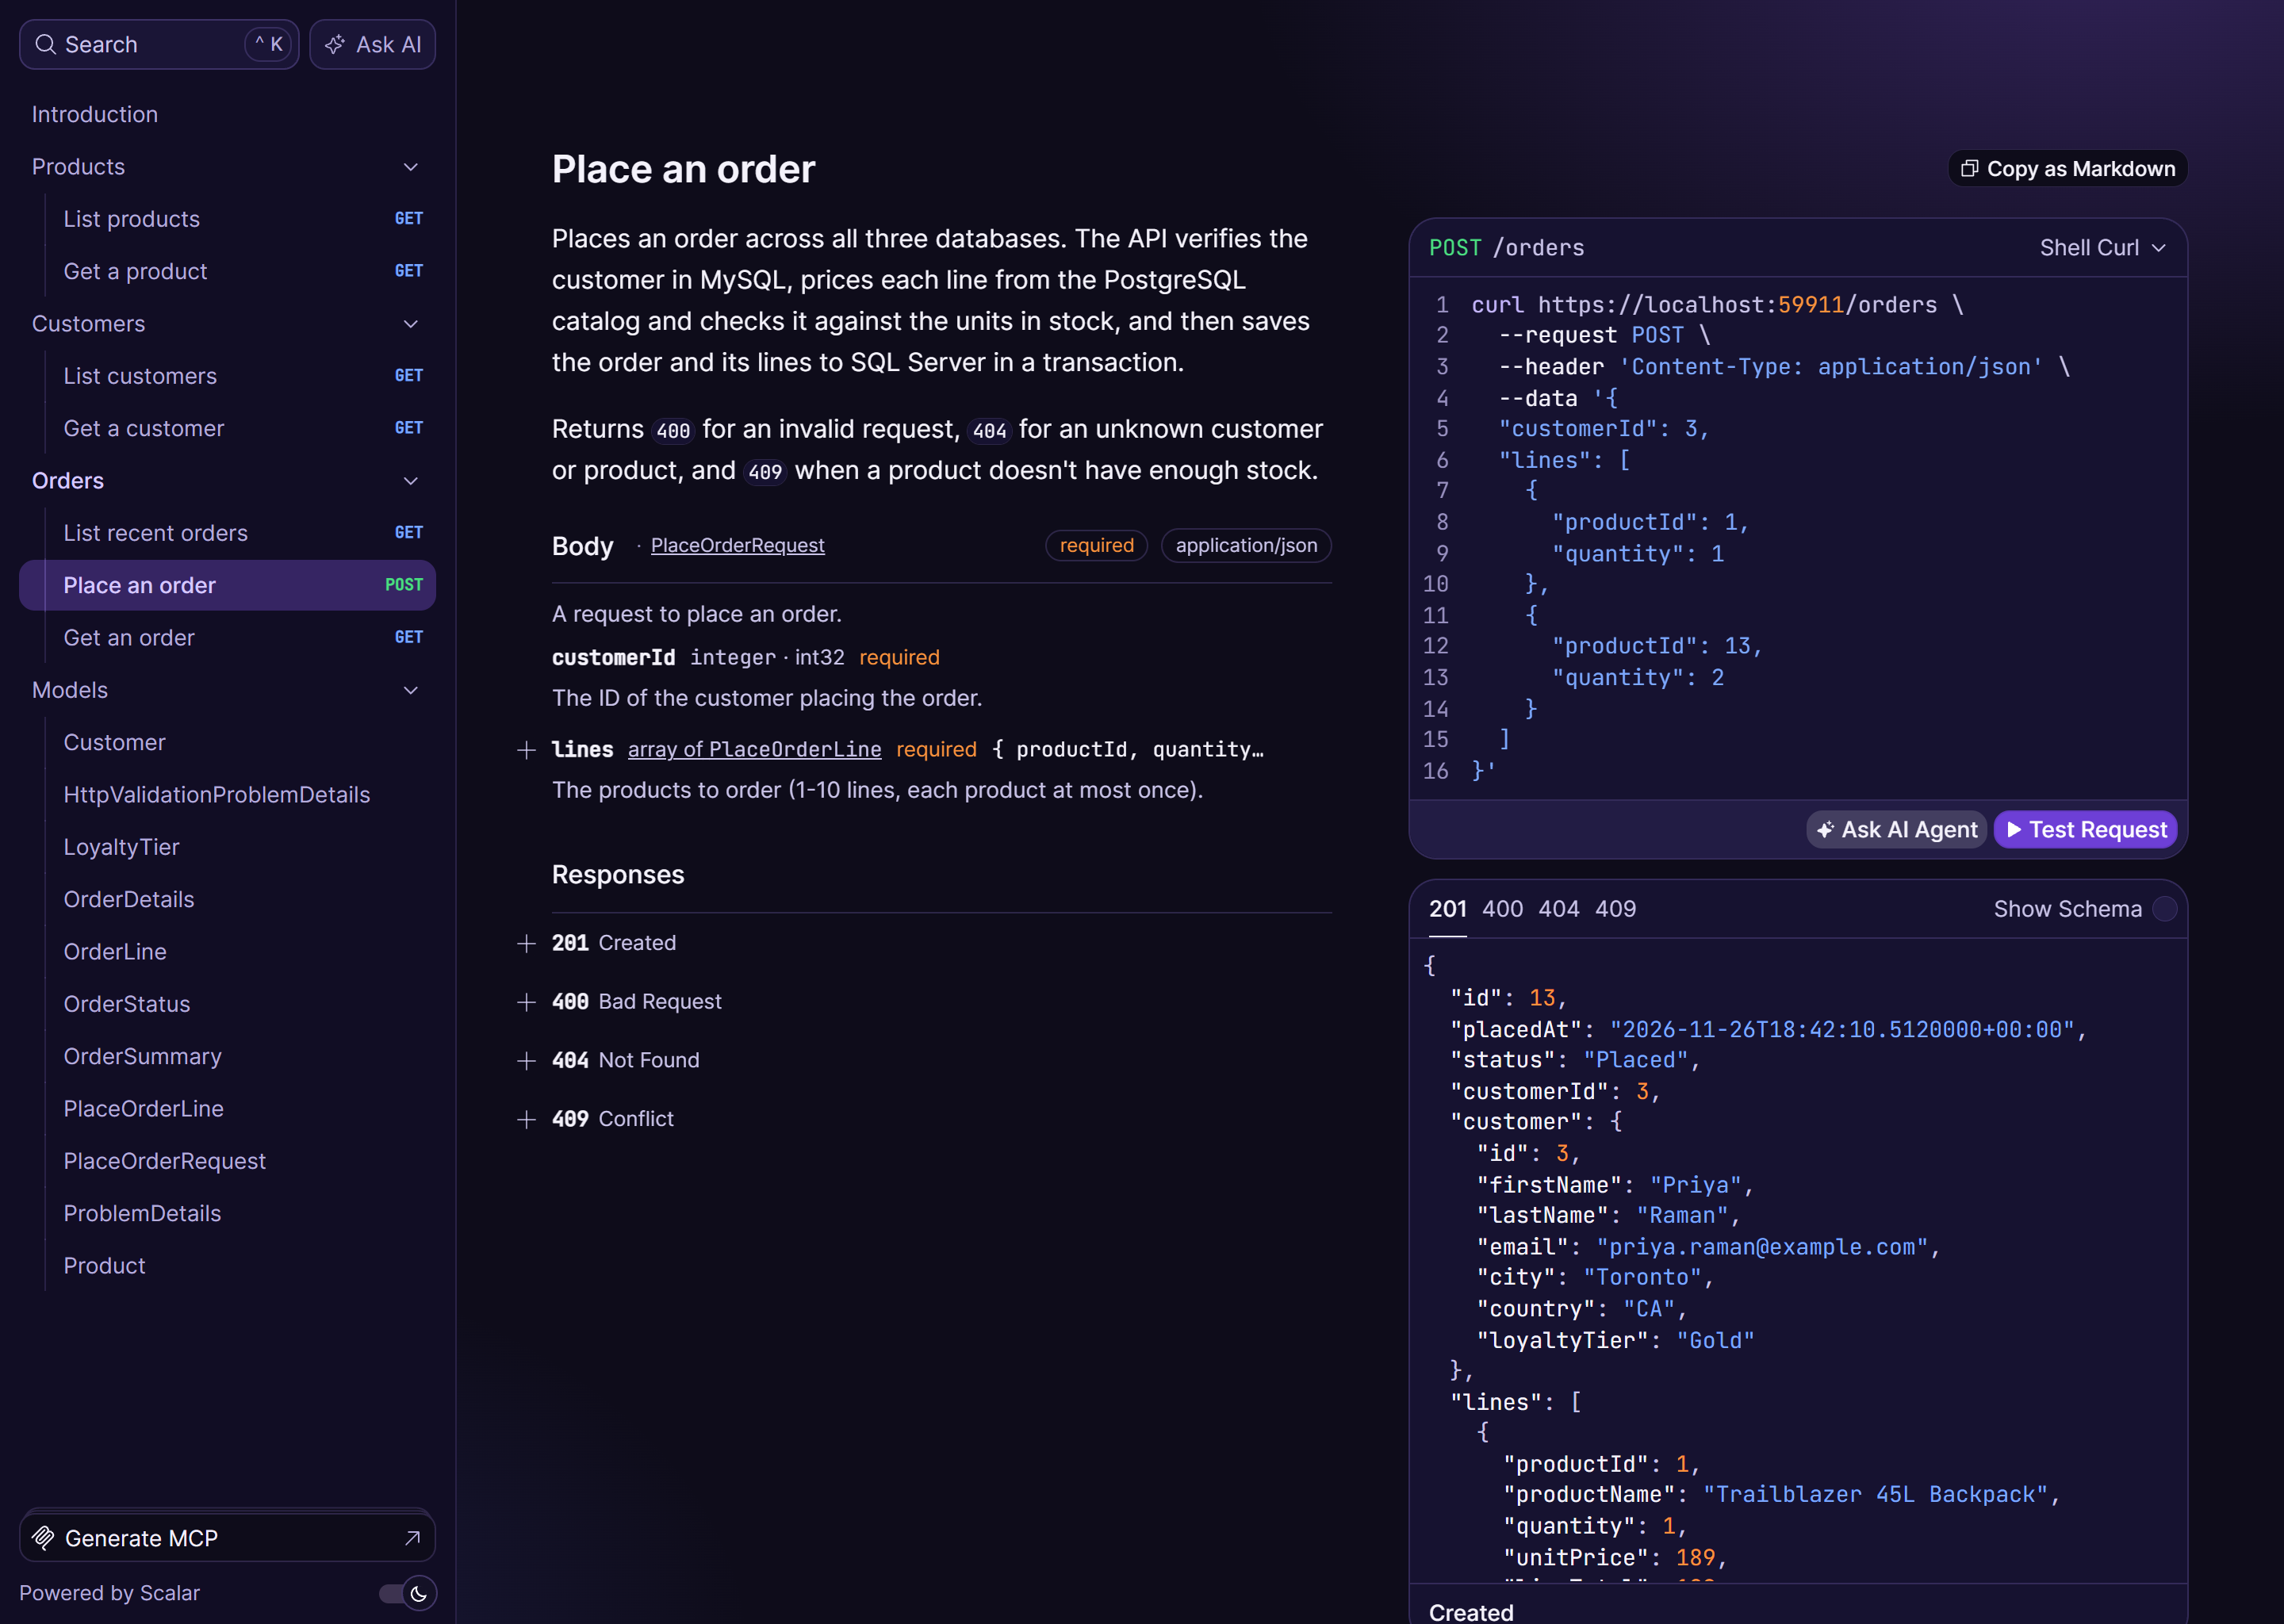 Search
^ K
Ask AI
Introduction
Products
List products GET
Get a product GET
Customers
List customers GET
Get a customer GET
Orders
List recent orders GET
Place an order POST
Get an order GET
Models
Customer
HttpValidationProblemDetails
LoyaltyTier
OrderDetails
OrderLine
OrderStatus
OrderSummary
PlaceOrderLine
PlaceOrderRequest
ProblemDetails
Product
Generate MCP
Powered by Scalar
Place an order
Places an order across all three databases. The API verifies the
customer in MySQL, prices each line from the PostgreSQL
catalog and checks it against the units in stock, and then saves
the order and its lines to SQL Server in a transaction.
Returns 400 for an invalid request, 404 for an unknown customer
or product, and 409 when a product doesn't have enough stock.
Body · PlaceOrderRequest required application/json
A request to place an order.
customerId integer · int32 required
The ID of the customer placing the order.
lines array of PlaceOrderLine required { productId, quantity…
The products to order (1-10 lines, each product at most once).
Responses
201 Created
400 Bad Request
404 Not Found
409 Conflict
Copy as Markdown
POST /orders Shell Curl
1 curl https://localhost:59911/orders \
2 --request POST \
3 --header 'Content-Type: application/json' \
4 --data '{
5 "customerId": 3,
6 "lines": [
7 {
8 "productId": 1,
9 "quantity": 1
10 },
11 {
12 "productId": 13,
13 "quantity": 2
14 }
15 ]
16 }'
Ask AI Agent
Test Request
201 400 404 409 Show Schema
{
"id": 13,
"placedAt": "2026-11-26T18:42:10.5120000+00:00",
"status": "Placed",
"customerId": 3,
"customer": {
"id": 3,
"firstName": "Priya",
"lastName": "Raman",
"email": "priya.raman@example.com",
"city": "Toronto",
"country": "CA",
"loyaltyTier": "Gold"
},
"lines": [
{
"productId": 1,
"productName": "Trailblazer 45L Backpack",
"quantity": 1,
"unitPrice": 189,
Created